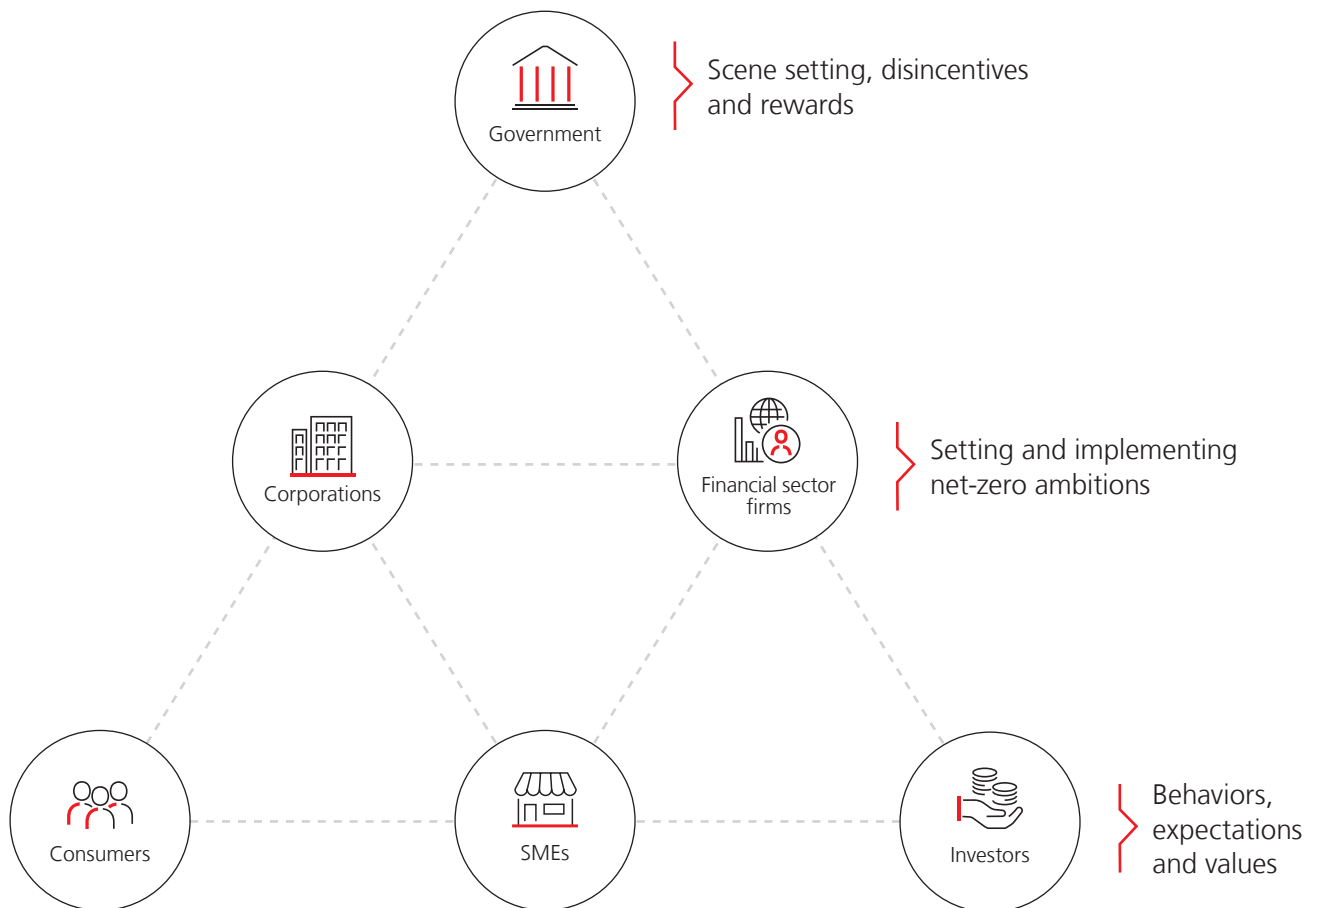 Government
Scene setting, disincentives
and rewards
Corporations
Financial sector
firms
Setting and implementing
net-zero ambitions
Consumers
SMEs
Investors
Behaviors,
expectations
and values